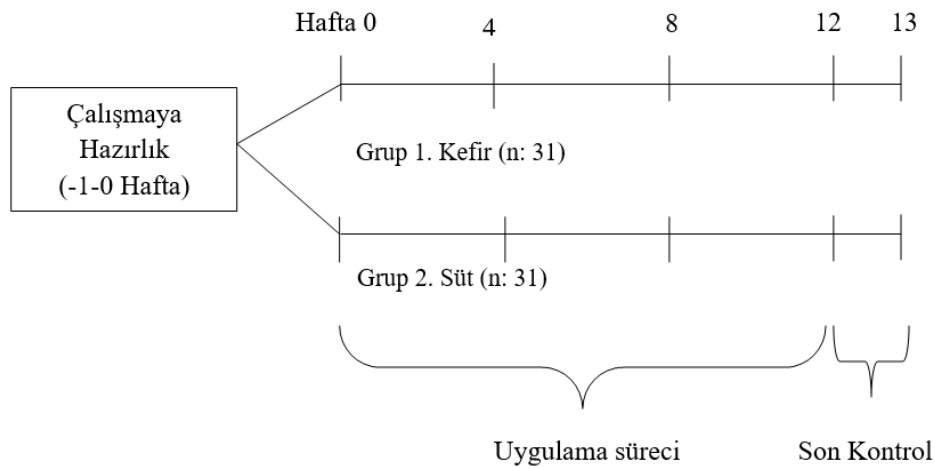 Hafta 0 4 8 12 13
Çalışmaya
Hazırlık
(-1-0 Hafta)
Grup 1. Kefir (n: 31)
Grup 2. Süt (n: 31)
Uygulama süreci Son Kontrol